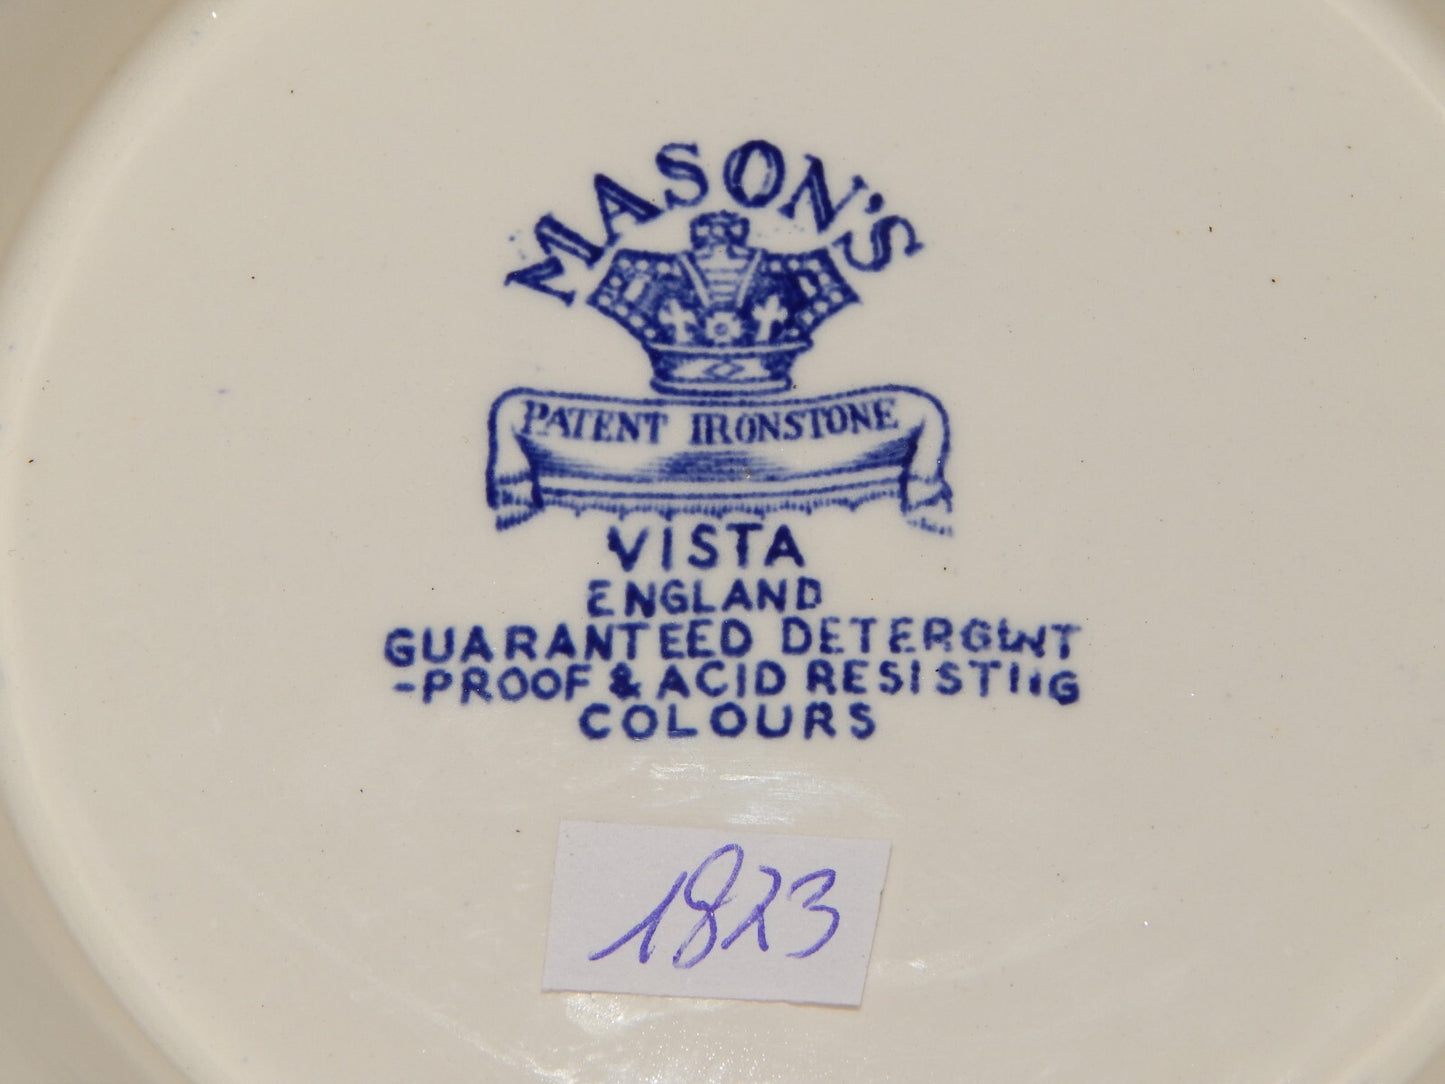 MASON'S
PATENT IRONSTONE
VISTA
ENGLAND
GUARANTEED DETERGENT
-PROOF & ACID RESISTING
COLOURS
1823